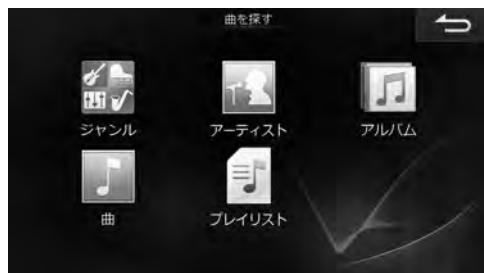 曲を探す
ジャンル
アーティスト
アルバム
曲
プレイリスト